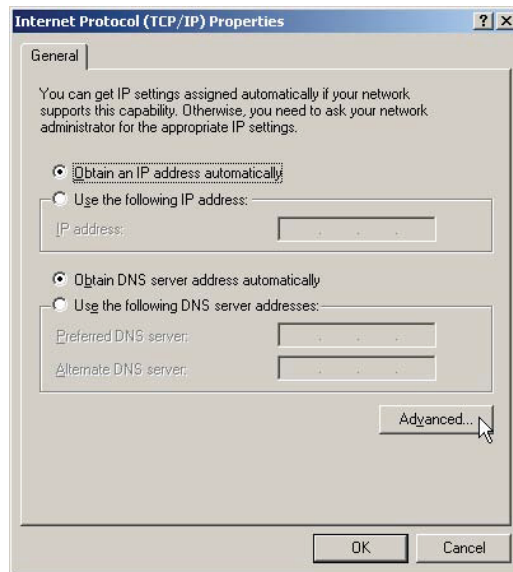 Internet Protocol (TCP/IP) Properties
General
You can get IP settings assigned automatically if your network
supports this capability. Otherwise, you need to ask your network
administrator for the appropriate IP settings.
Obtain an IP address automatically
Use the following IP address:
IP address:
Obtain DNS server address automatically
Use the following DNS server addresses:
Preferred DNS server:
Alternate DNS server:
Advanced...
OK
Cancel